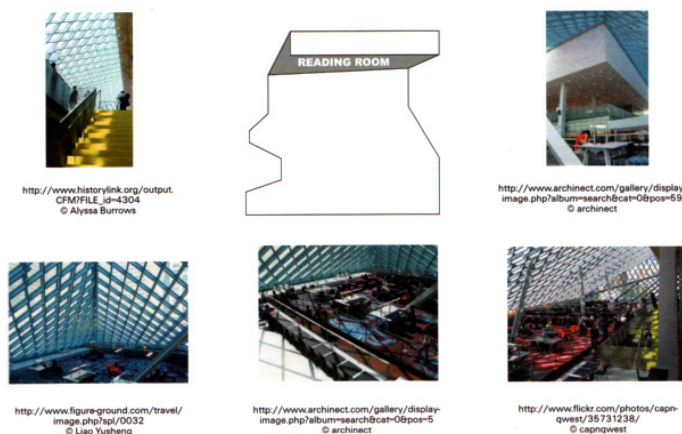 READING ROOM
http://www.historylink.org/output.
CFM?FILE_id=4304
© Alyssa Burrows
http://www.archinect.com/gallery/display
image.php?album=search&cat=0&pos=59
© archinect
http://www.figure-ground.com/travel/
image.php?spl/0032
© Liao Yusheng
http://www.archinect.com/gallery/display-
image.php?album=search&cat=0&pos=5
© archinect
http://www.flickr.com/photos/capn-
qwest/35731238/
© capnqwest